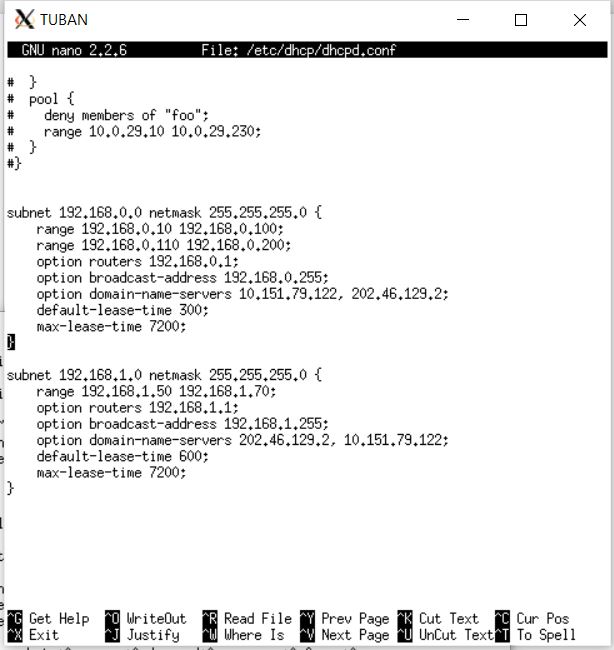 TUBAN
GNU nano 2.2.6 File: /etc/dhcp/dhcpd.conf
#  }
#  pool {
#    deny members of "foo";
#    range 10.0.29.10 10.0.29.230;
#  }
#}
subnet 192.168.0.0 netmask 255.255.255.0 {
    range 192.168.0.10 192.168.0.100;
    range 192.168.0.110 192.168.0.200;
    option routers 192.168.0.1;
    option broadcast-address 192.168.0.255;
    option domain-name-servers 10.151.79.122, 202.46.129.2;
    default-lease-time 300;
    max-lease-time 7200;
}
subnet 192.168.1.0 netmask 255.255.255.0 {
    range 192.168.1.50 192.168.1.70;
    option routers 192.168.1.1;
    option broadcast-address 192.168.1.255;
    option domain-name-servers 202.46.129.2, 10.151.79.122;
    default-lease-time 600;
    max-lease-time 7200;
}
^G Get Help ^O WriteOut ^R Read File ^Y Prev Page ^K Cut Text ^C Cur Pos
^X Exit ^J Justify ^W Where Is ^V Next Page ^U UnCut Text^T To Spell